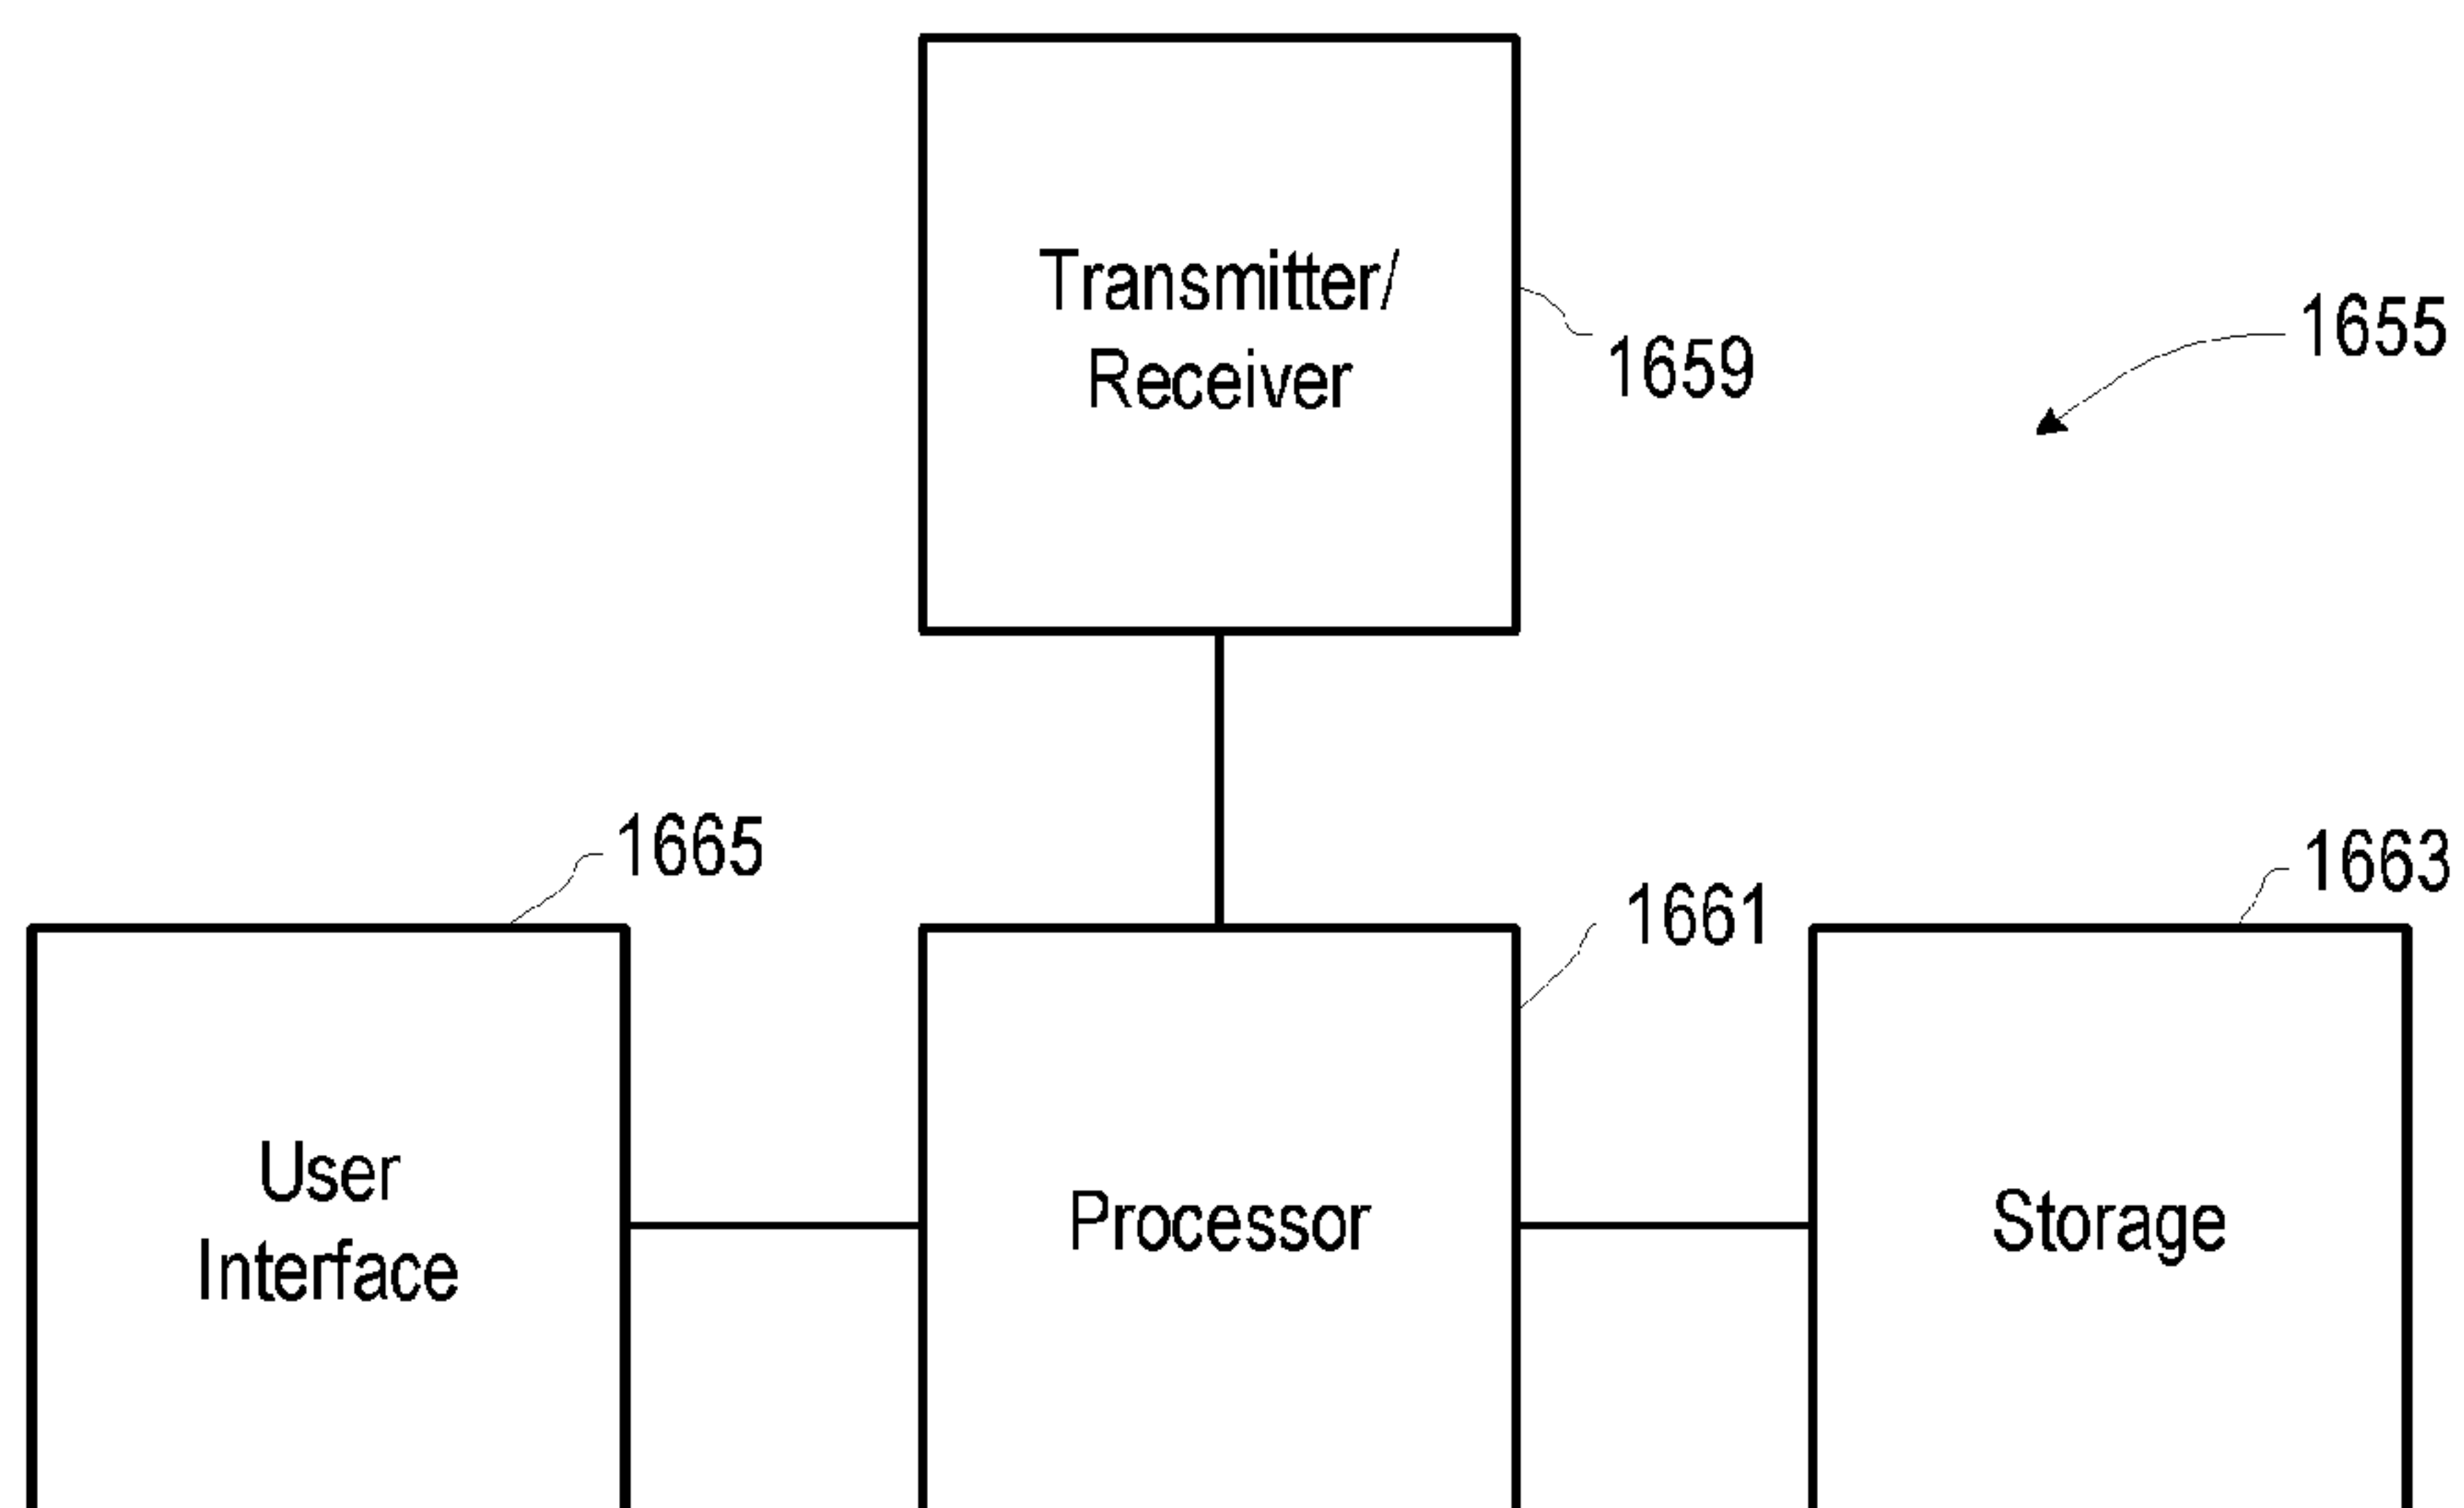 Transmitter/
Receiver
1659
1655
1665
1661
1663
User
Interface
Processor
Storage